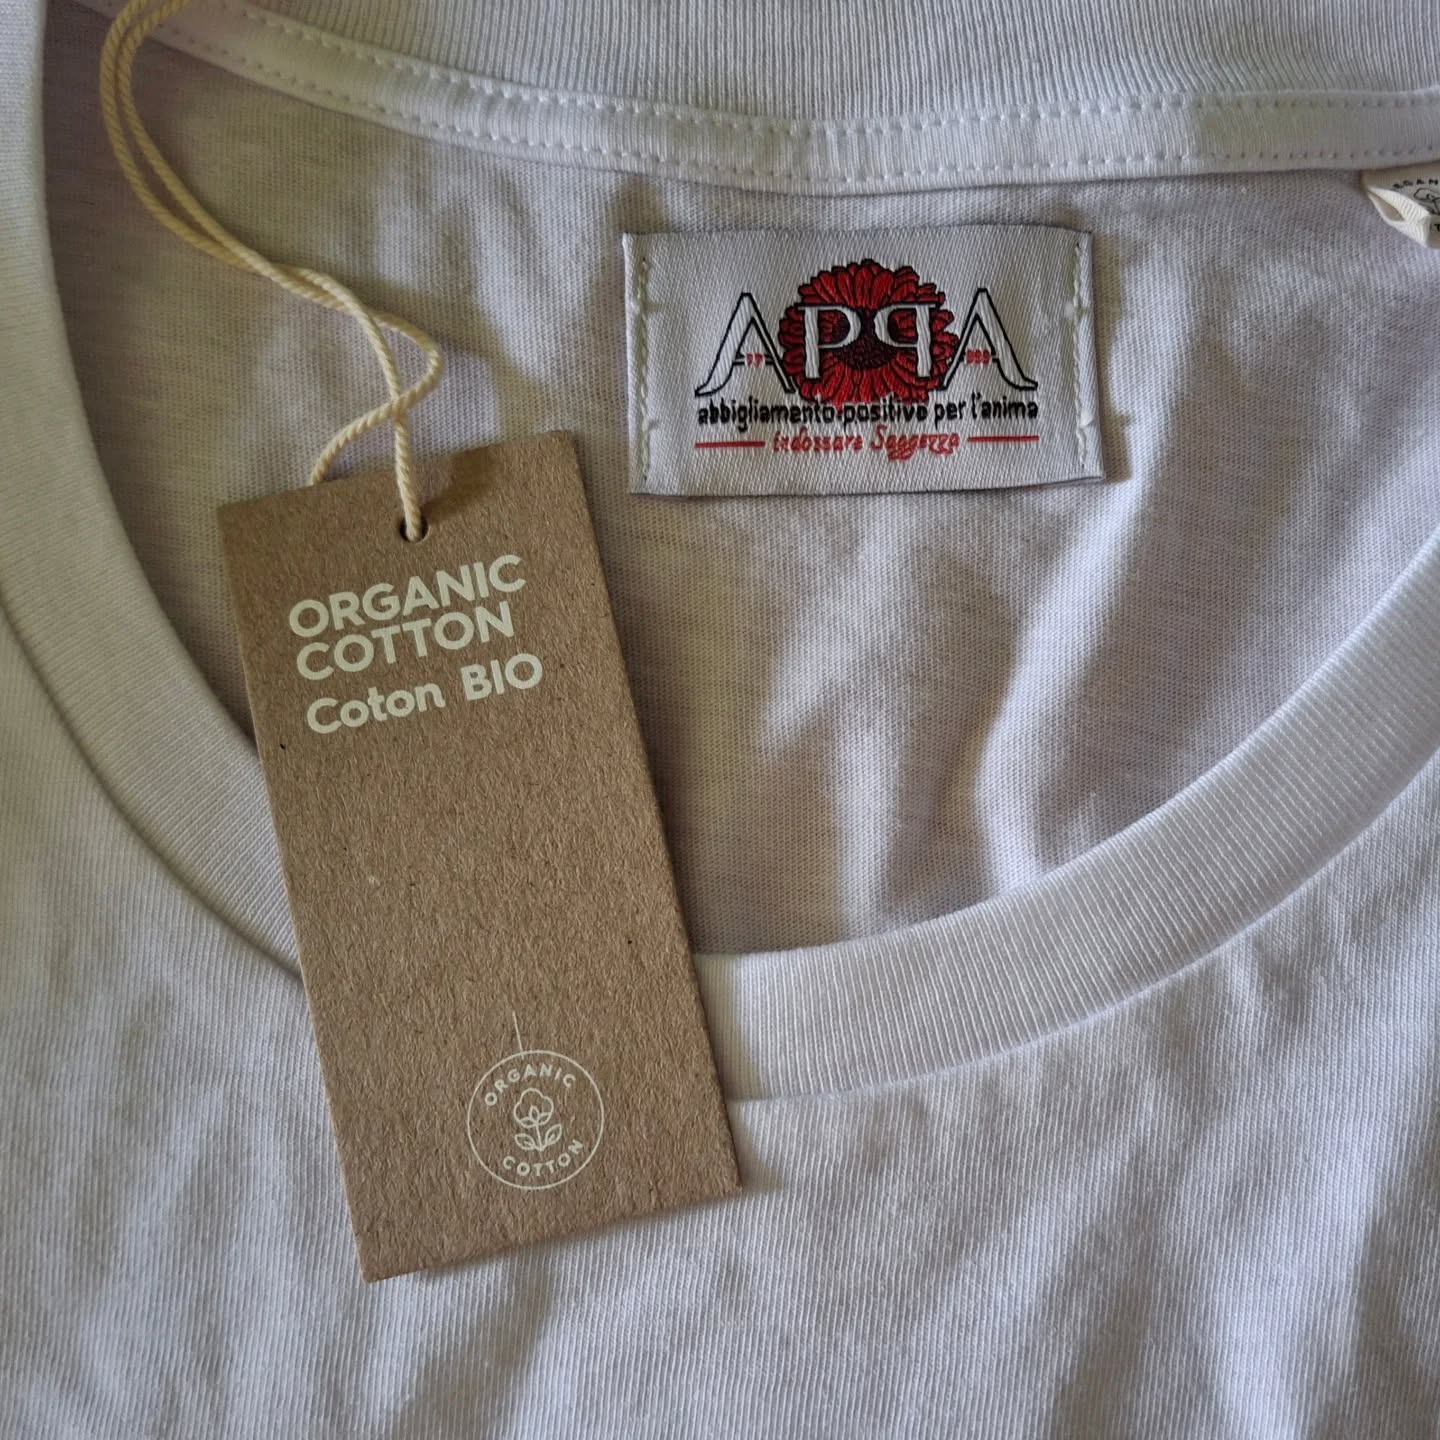 ORGANIC
COTTON
Coton BIO
ORGANIC
COTTON
APPA
abbigliamento positivo per l'anima
indossare Saggezza